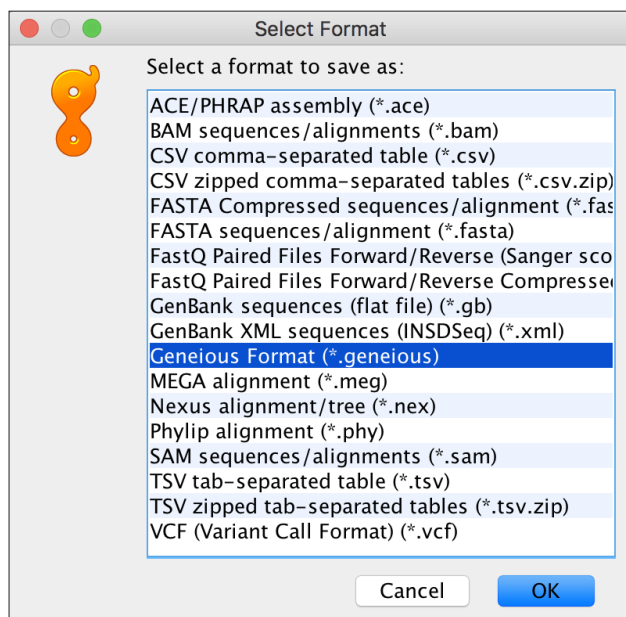 Select Format
Select a format to save as:
ACE/PHRAP assembly (*.ace)
BAM sequences/alignments (*.bam)
CSV comma-separated table (*.csv)
CSV zipped comma-separated tables (*.csv.zip)
FASTA Compressed sequences/alignment (*.fas
FASTA sequences/alignment (*.fasta)
FastQ Paired Files Forward/Reverse (Sanger sco
FastQ Paired Files Forward/Reverse Compressed
GenBank sequences (flat file) (*.gb)
GenBank XML sequences (INSDSeq) (*.xml)
Geneious Format (*.geneious)
MEGA alignment (*.meg)
Nexus alignment/tree (*.nex)
Phylip alignment (*.phy)
SAM sequences/alignments (*.sam)
TSV tab-separated table (*.tsv)
TSV zipped tab-separated tables (*.tsv.zip)
VCF (Variant Call Format) (*.vcf)
Cancel OK